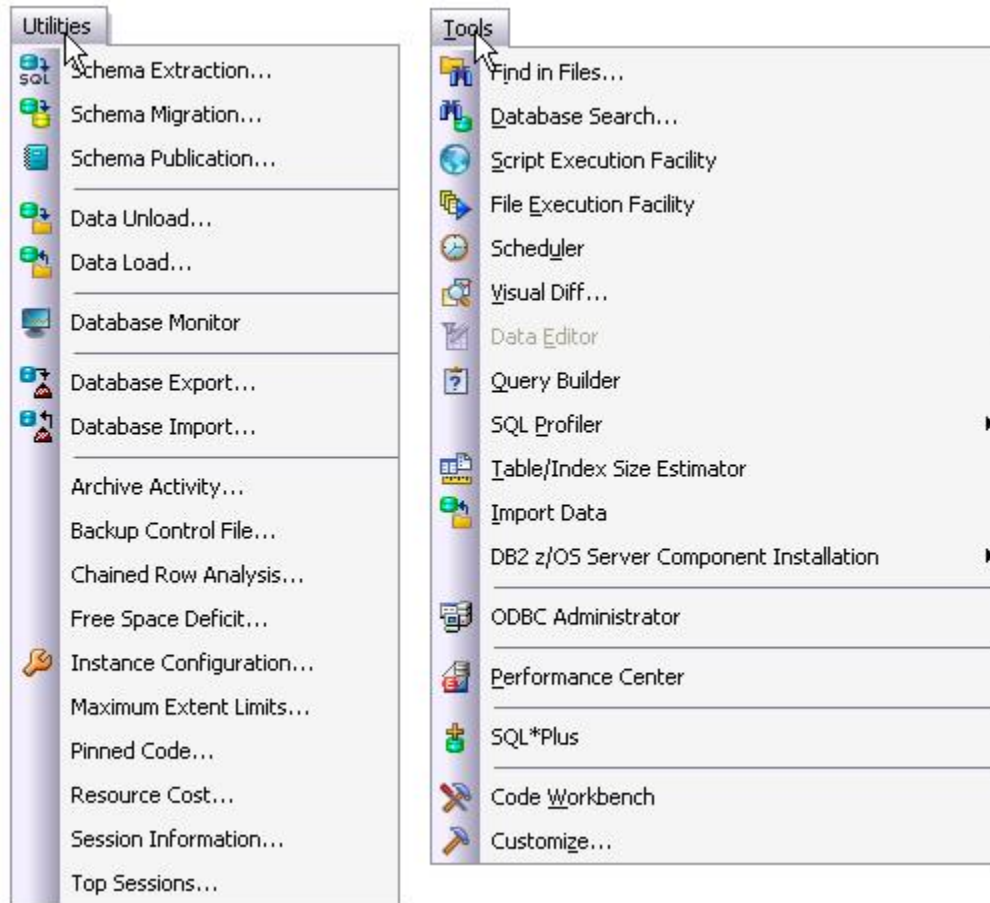 Utilities
SQL
Schema Extraction...
Schema Migration...
Schema Publication...
Data Unload...
Data Load...
Database Monitor
Database Export...
Database Import...
Archive Activity...
Backup Control File...
Chained Row Analysis...
Free Space Deficit...
Instance Configuration...
Maximum Extent Limits...
Pinned Code...
Resource Cost...
Session Information...
Top Sessions...
Tools
Find in Files...
Database Search...
Script Execution Facility
File Execution Facility
Scheduler
Visual Diff...
Data Editor
Query Builder
SQL Profiler
Table/Index Size Estimator
Import Data
DB2 z/OS Server Component Installation
ODBC Administrator
Performance Center
SQL*Plus
Code Workbench
Customize...